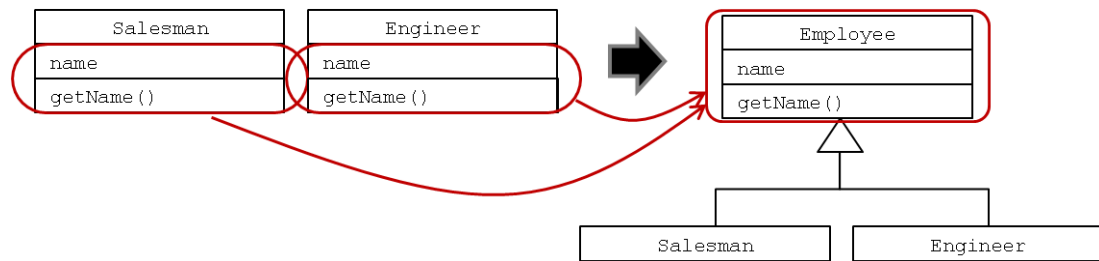 Salesman
name
getName()
Engineer
name
getName()
Employee
name
getName()
Salesman
Engineer